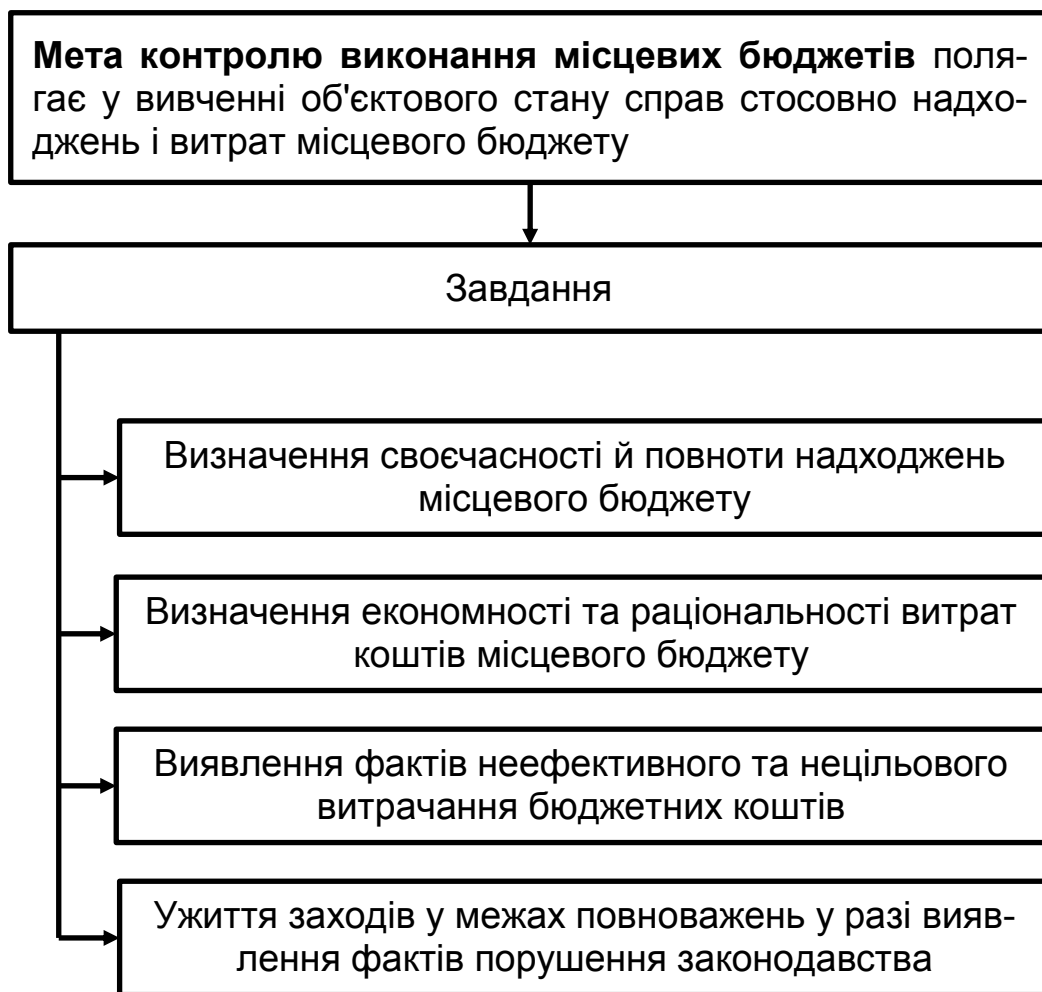 Мета контролю виконання місцевих бюджетів поля-
гає у вивченні об'єктового стану справ стосовно надхо-
джень і витрат місцевого бюджету
Завдання
Визначення своєчасності й повноти надходжень
місцевого бюджету
Визначення економності та раціональності витрат
коштів місцевого бюджету
Виявлення фактів неефективного та нецільового
витрачання бюджетних коштів
Ужиття заходів у межах повноважень у разі вияв-
лення фактів порушення законодавства